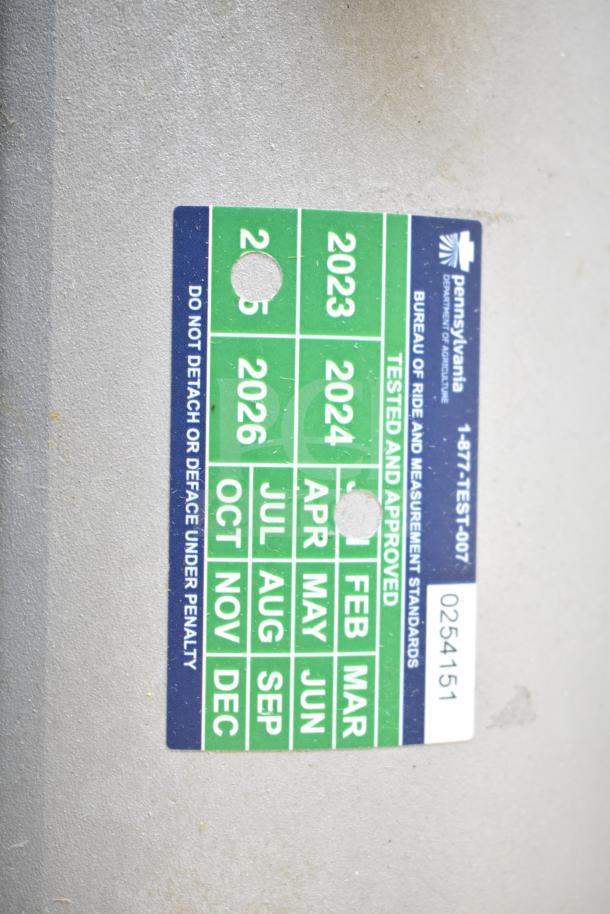 pennsylvania
DEPARTMENT OF AGRICULTURE
1-877-TEST-007
0254151
BUREAU OF RIDE AND MEASUREMENT STANDARDS
TESTED AND APPROVED
2023 2024 FEB MAR
APR MAY JUN
2026 JUL AUG SEP
OCT NOV DEC
DO NOT DETACH OR DEFACE UNDER PENALTY